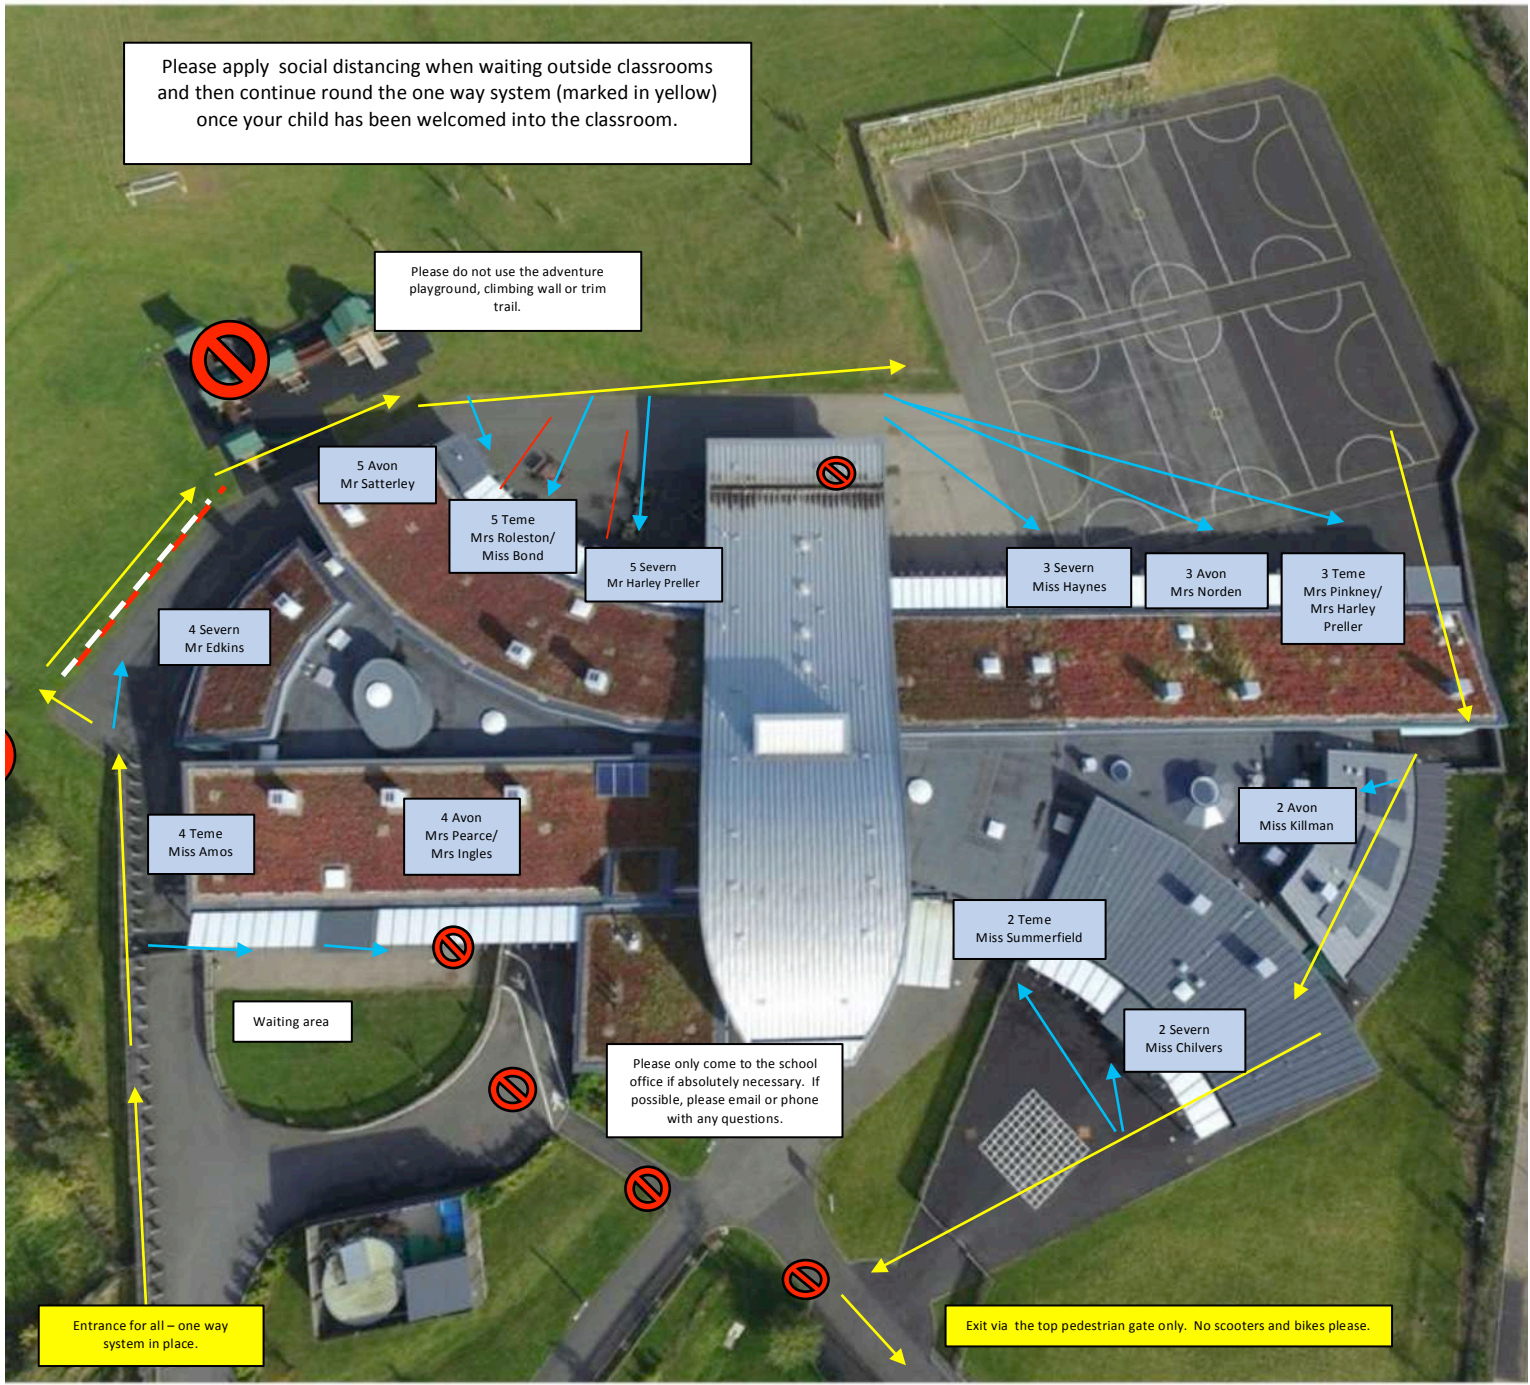 Please apply  social distancing when waiting outside classrooms
and then continue round the one way system (marked in yellow)
once your child has been welcomed into the classroom.
Please do not use the adventure
playground, climbing wall or trim
trail.
5 Avon
Mr Satterley
5 Teme
Mrs Roleston/
Miss Bond
5 Severn
Mr Harley Preller
3 Severn
Miss Haynes
3 Avon
Mrs Norden
3 Teme
Mrs Pinkney/
Mrs Harley
Preller
4 Severn
Mr Edkins
4 Teme
Miss Amos
4 Avon
Mrs Pearce/
Mrs Ingles
2 Avon
Miss Killman
2 Teme
Miss Summerfield
2 Severn
Miss Chilvers
Waiting area
Please only come to the school
office if absolutely necessary.  If
possible, please email or phone
with any questions.
Entrance for all – one way
system in place.
Exit via  the top pedestrian gate only.  No scooters and bikes please.